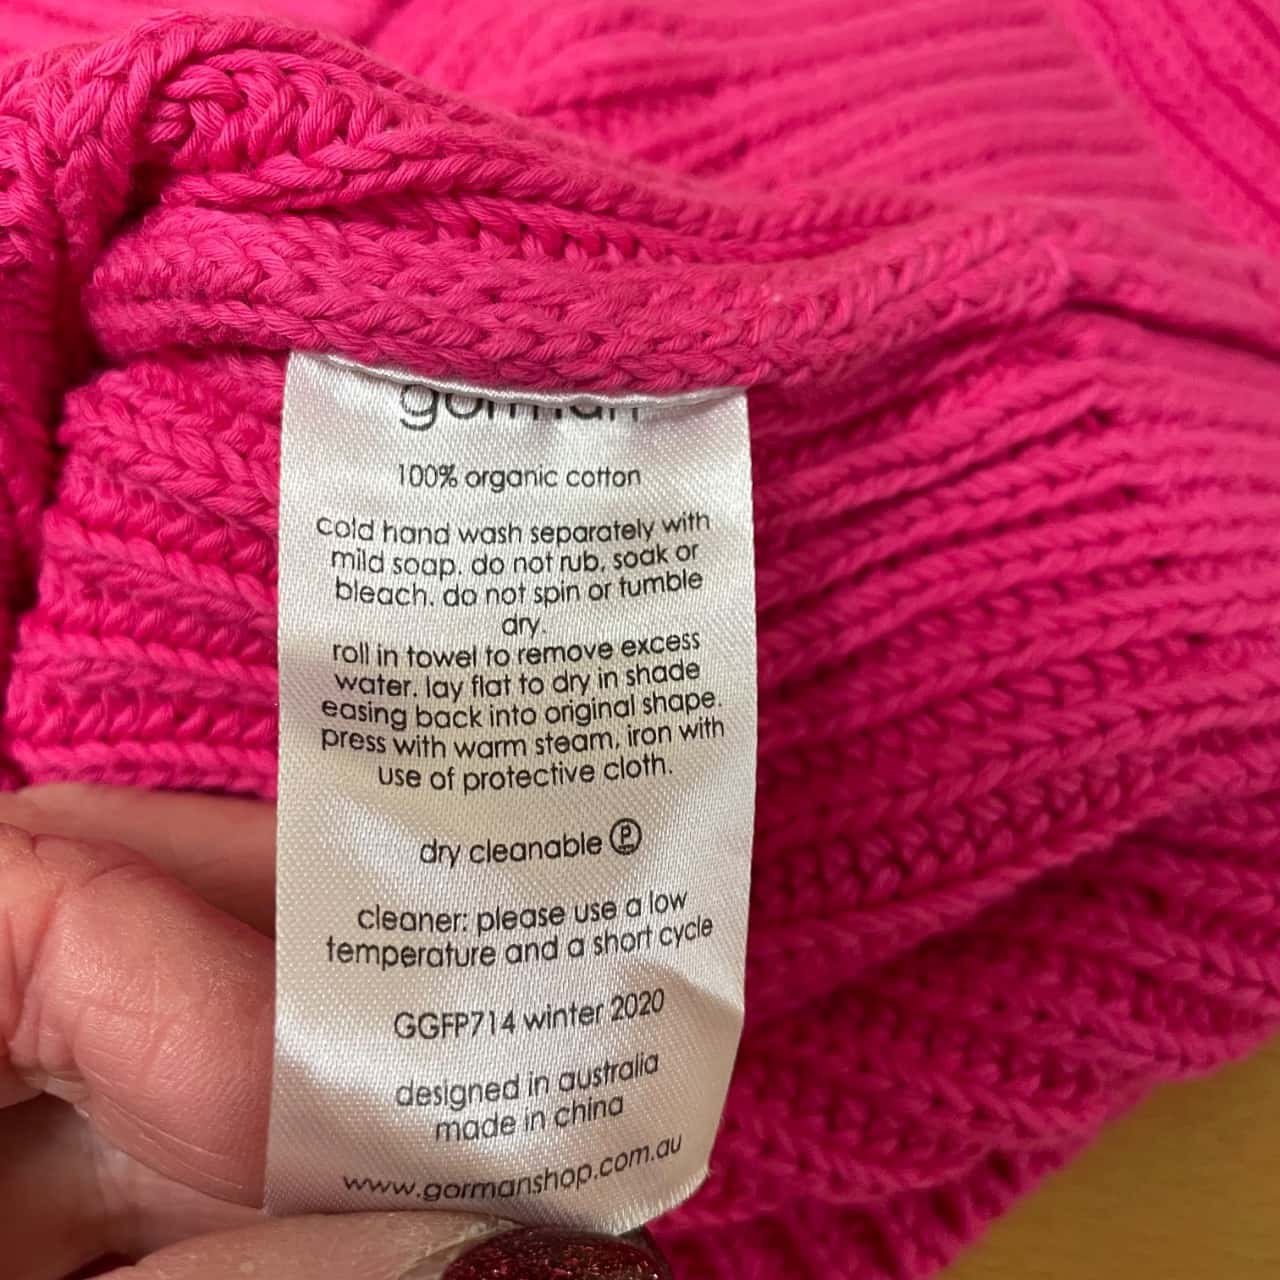 gorman
100% organic cotton
cold hand wash separately with
mild soap. do not rub, soak or
bleach. do not spin or tumble
dry.
roll in towel to remove excess
water. lay flat to dry in shade
easing back into original shape.
press with warm steam, iron with
use of protective cloth.
dry cleanable Ⓟ
cleaner: please use a low
temperature and a short cycle
GGFP714 winter 2020
designed in australia
made in china
www.gormanshop.com.au